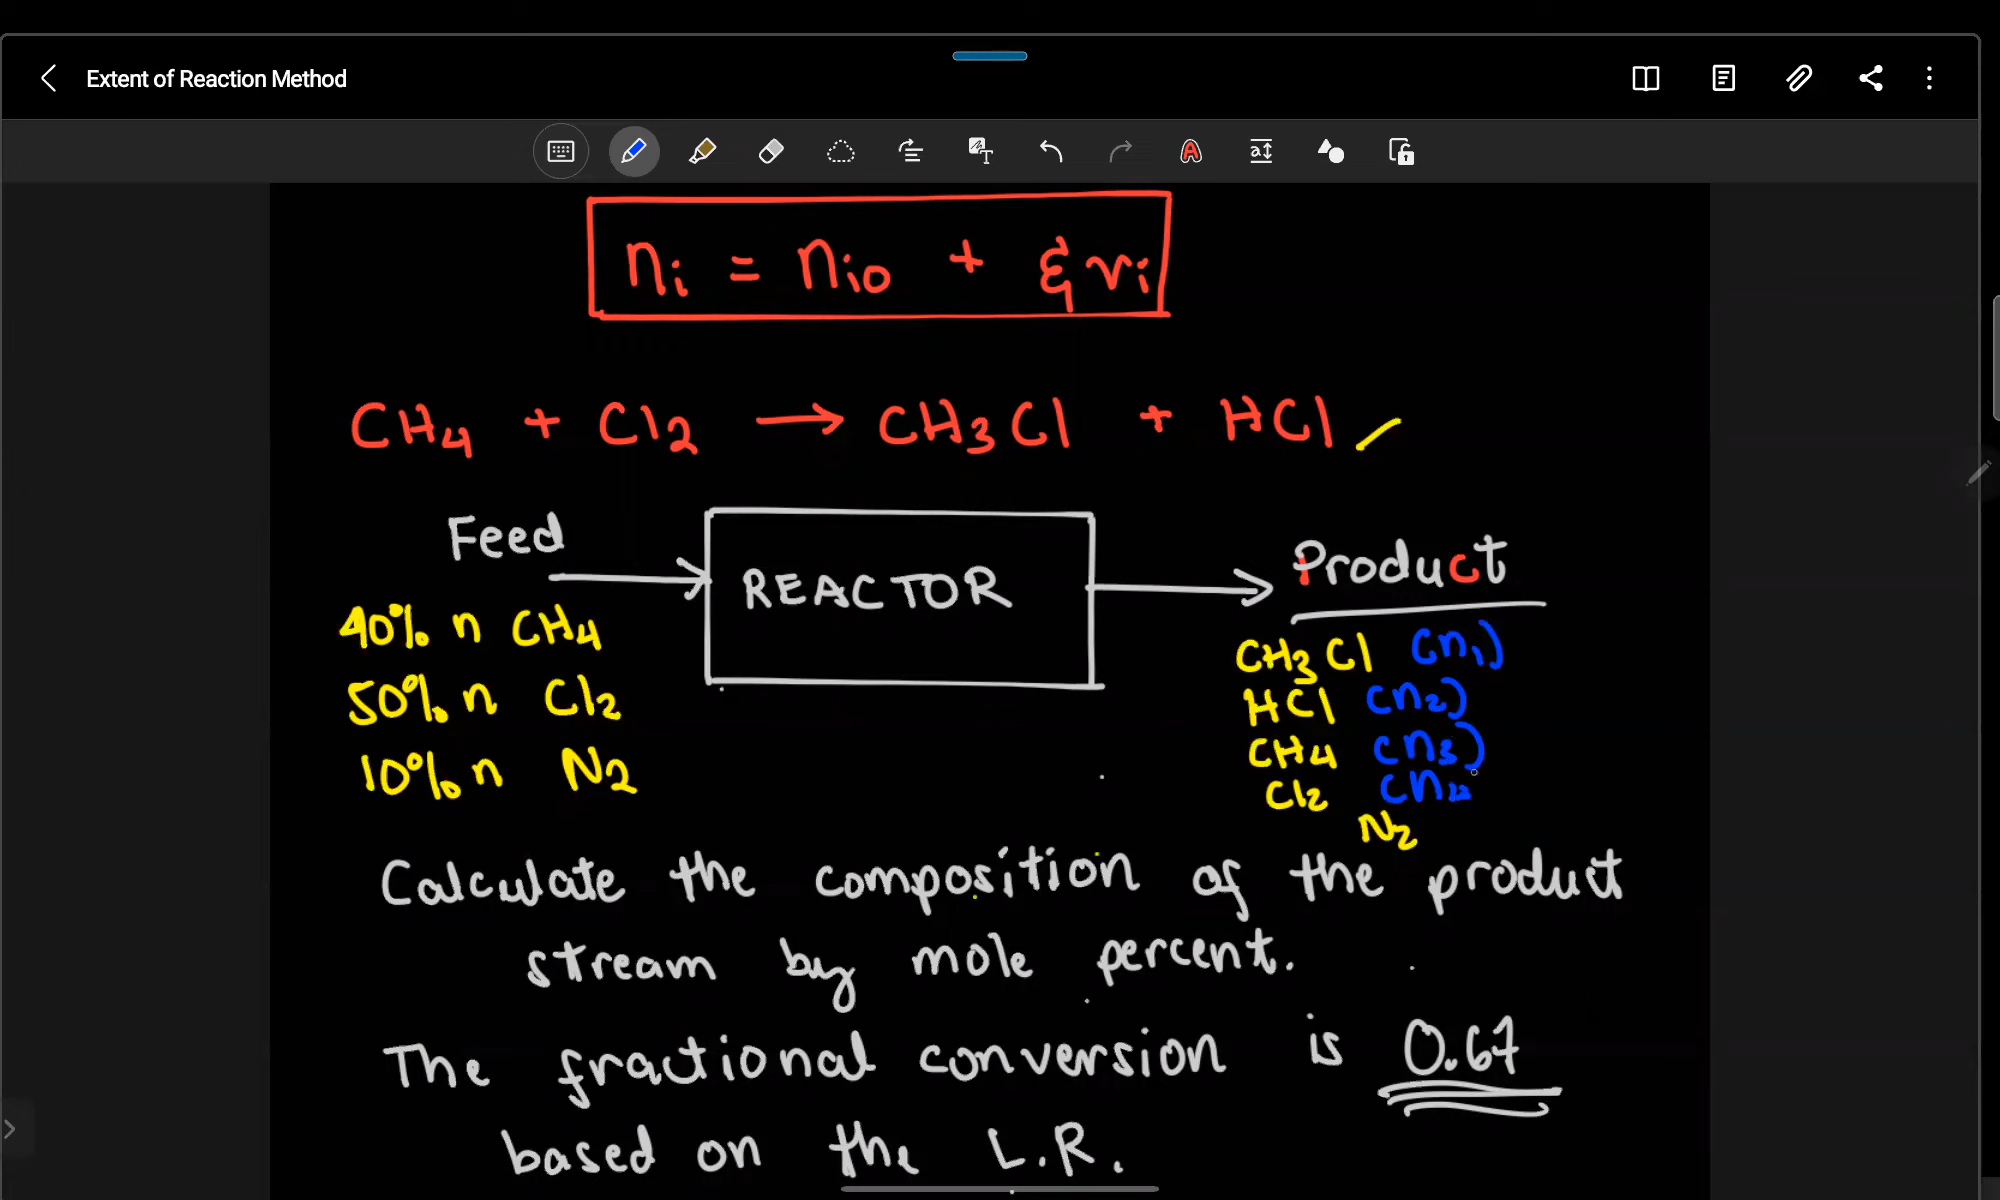 Extent of Reaction Method
ni = nio + ξνi
CH4 + Cl2 → CH3Cl + HCl
Feed
REACTOR
Product
40% n CH4
50% n Cl2
10% n N2
CH3Cl (n1)
HCl (n2)
CH4 (n3)
Cl2 (n
N2
Calculate the composition of the product
stream by mole percent.
The fractional conversion is 0.67
based on the L.R.